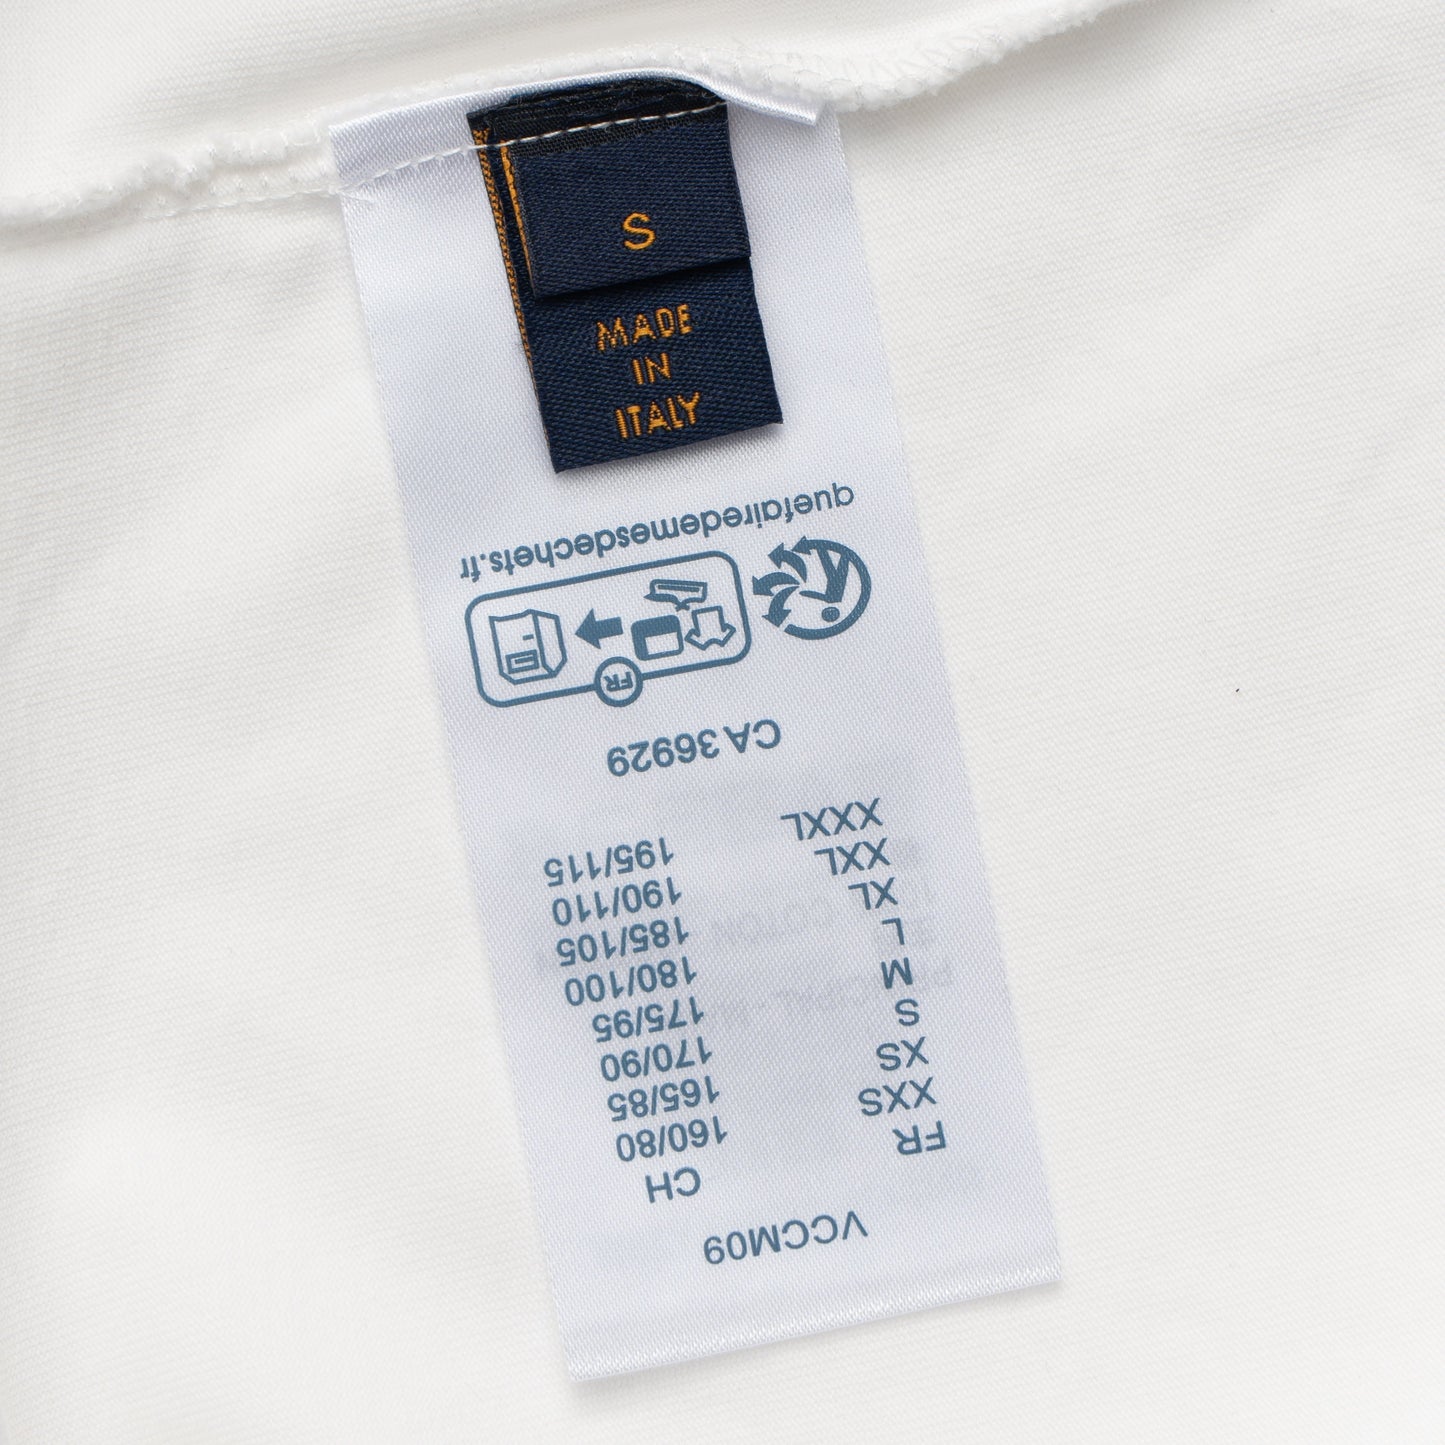 S
MADE
IN
ITALY
VCCM09
FR CH
XXS 160/80
XS 165/85
S 170/90
M 175/95
L 180/100
XL 185/105
XXL 190/110
XXXL 195/115
CA 36929
FR
quefairedemesdechets.fr